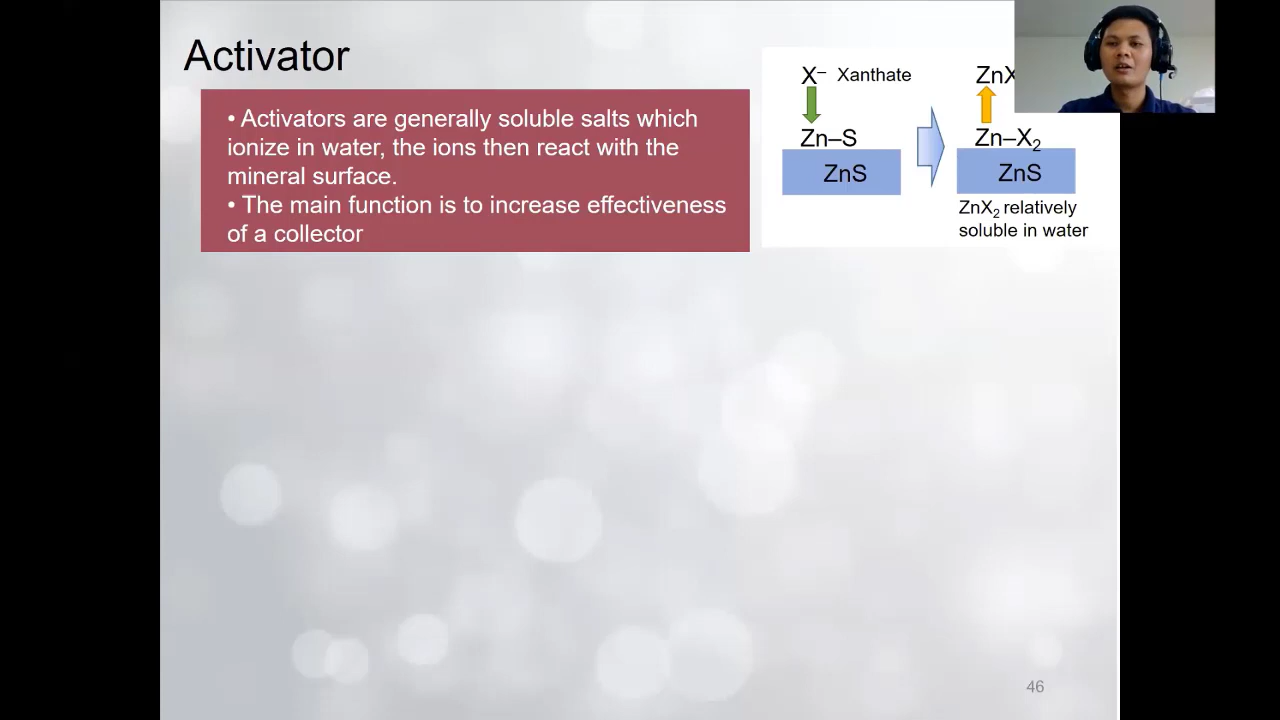 Activator
• Activators are generally soluble salts which
ionize in water, the ions then react with the
mineral surface.
• The main function is to increase effectiveness
of a collector
X⁻ Xanthate
Zn–S
ZnS
ZnX
Zn–X₂
ZnS
ZnX₂ relatively
soluble in water
46